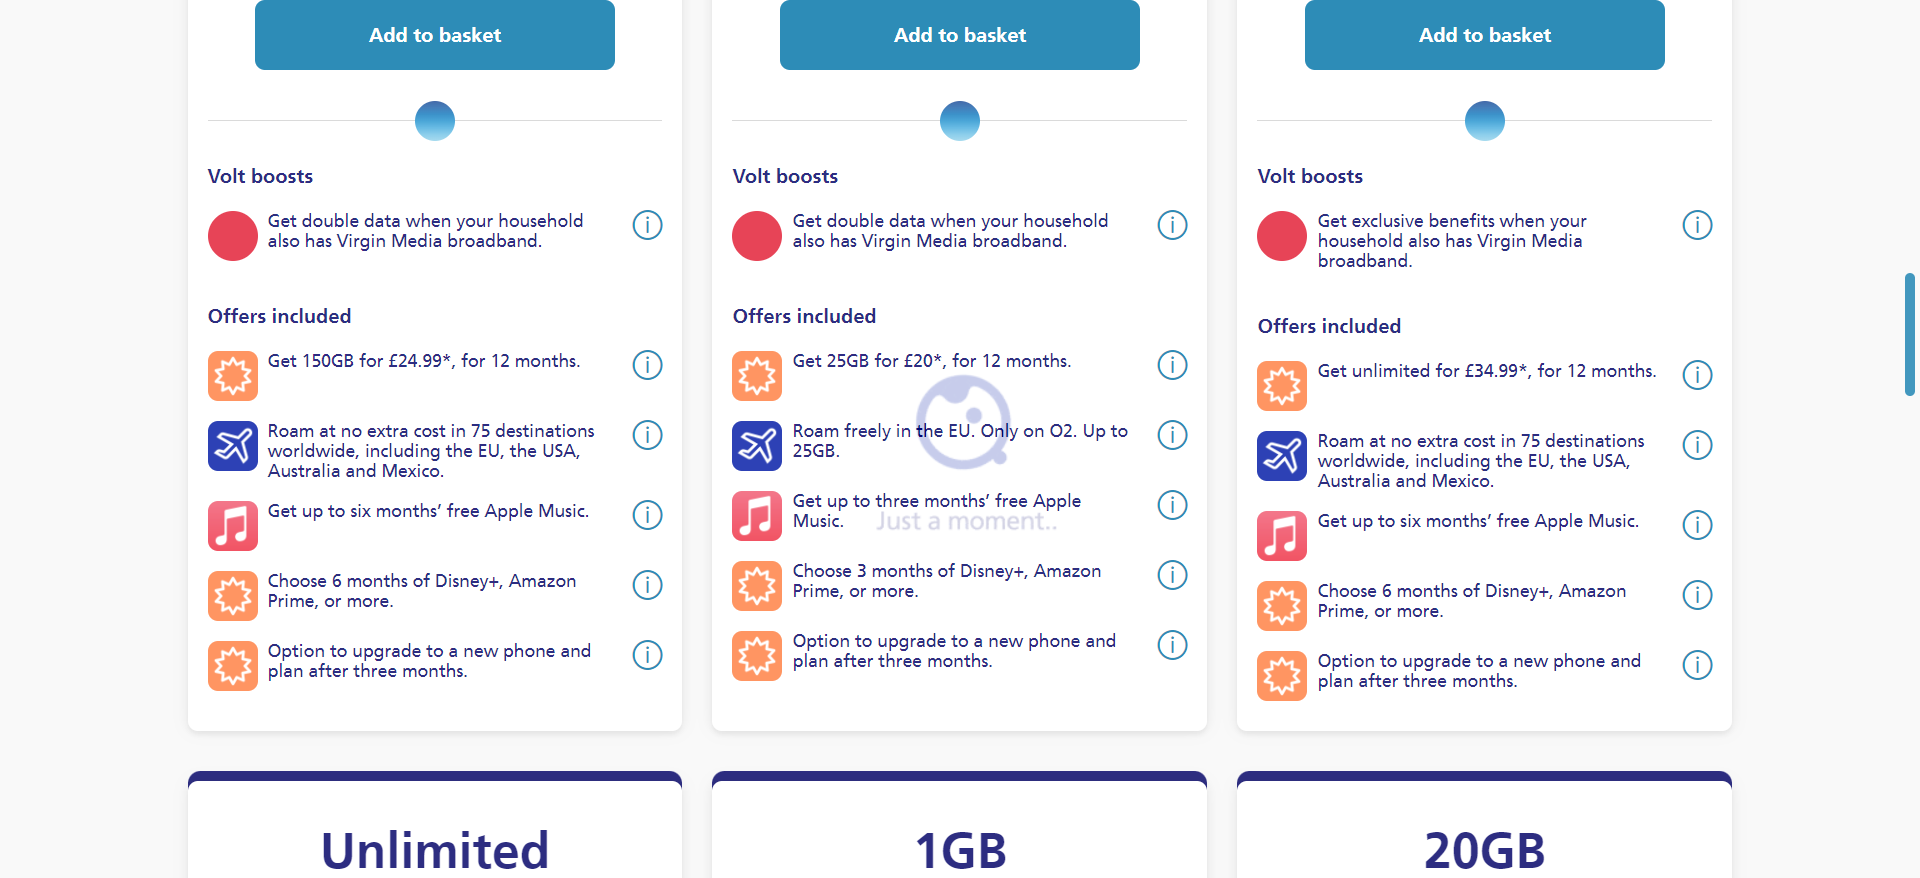 Add to basket
Volt boosts
Get double data when your household
also has Virgin Media broadband.
Offers included
Get 150GB for £24.99*, for 12 months.
Roam at no extra cost in 75 destinations
worldwide, including the EU, the USA,
Australia and Mexico.
Get up to six months’ free Apple Music.
Choose 6 months of Disney+, Amazon
Prime, or more.
Option to upgrade to a new phone and
plan after three months.
Add to basket
Volt boosts
Get double data when your household
also has Virgin Media broadband.
Offers included
Get 25GB for £20*, for 12 months.
Roam freely in the EU. Only on O2. Up to
25GB.
Get up to three months’ free Apple
Music.
Just a moment..
Choose 3 months of Disney+, Amazon
Prime, or more.
Option to upgrade to a new phone and
plan after three months.
Add to basket
Volt boosts
Get exclusive benefits when your
household also has Virgin Media
broadband.
Offers included
Get unlimited for £34.99*, for 12 months.
Roam at no extra cost in 75 destinations
worldwide, including the EU, the USA,
Australia and Mexico.
Get up to six months’ free Apple Music.
Choose 6 months of Disney+, Amazon
Prime, or more.
Option to upgrade to a new phone and
plan after three months.
Unlimited
1GB
20GB